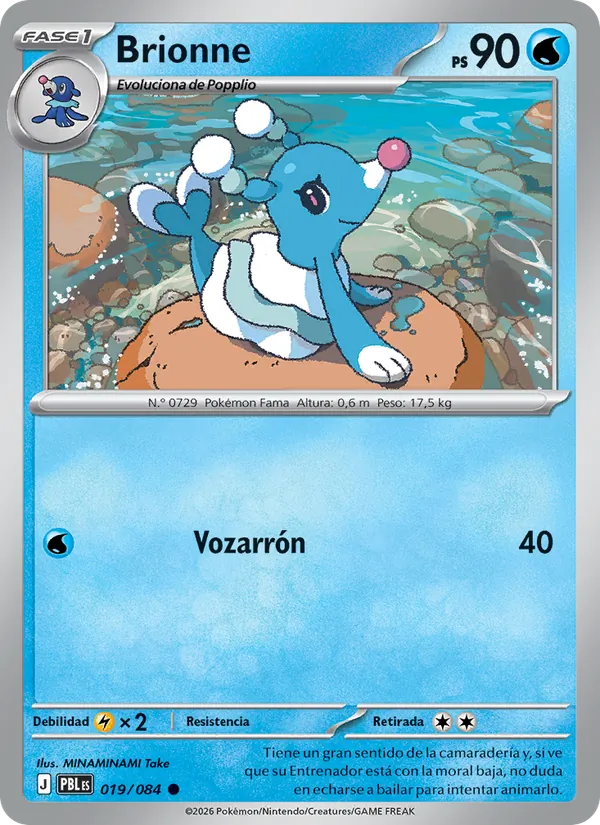 FASE 1
Brionne
PS 90
Evoluciona de Popplio
N.º 0729 Pokémon Fama Altura: 0,6 m Peso: 17,5 kg
Vozarrón 40
Debilidad ×2 Resistencia Retirada
Ilus. MINAMINAMI Take
Tiene un gran sentido de la camaradería y, si ve
que su Entrenador está con la moral baja, no duda
en echarse a bailar para intentar animarlo.
J PBL ES 019/084
©2026 Pokémon/Nintendo/Creatures/GAME FREAK